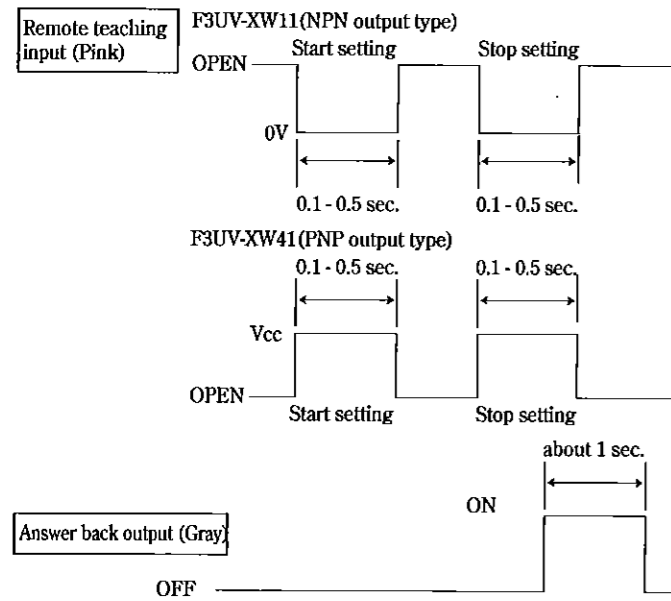 Remote teaching
input (Pink)
F3UV-XW11(NPN output type)
Start setting
Stop setting
OPEN
0V
0.1 - 0.5 sec.
0.1 - 0.5 sec.
F3UV-XW41(PNP output type)
0.1 - 0.5 sec.
0.1 - 0.5 sec.
Vcc
OPEN
Start setting
Stop setting
about 1 sec.
ON
Answer back output (Gray)
OFF